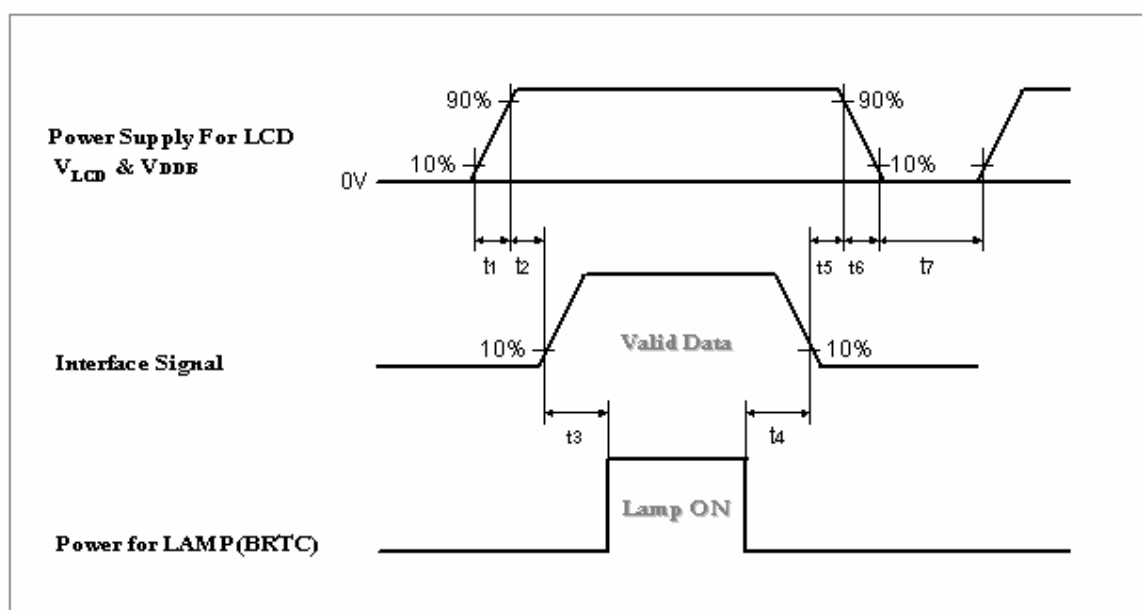 90%
90%
Power Supply For LCD
VLCD & VDDB
10%
10%
0V
t1
t2
t5
t6
t7
Valid Data
10%
10%
Interface Signal
t3
t4
Lamp ON
Power for LAMP(BRTC)